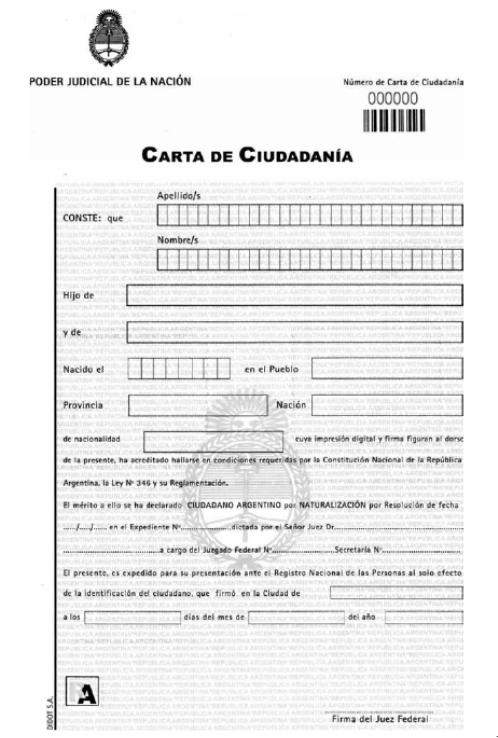 PODER JUDICIAL DE LA NACIÓN
Número de Carta de Ciudadanía
000000
CARTA DE CIUDADANÍA
Apellido/s
CONSTE: que
Nombre/s
Hijo de
y de
Nacido el en el Pueblo
Provincia Nación
de nacionalidad cuya impresión digital y firma figuran al dorso
de la presente, ha acreditado hallarse en condiciones requeridas por la Constitución Nacional de la República
Argentina, la Ley Nº 346 y su Reglamentación.
El mérito a ello se ha declarado CIUDADANO ARGENTINO por NATURALIZACIÓN por Resolución de fecha
...../...../..... en el Expediente Nº.....................dictada por el Señor Juez Dr.....................................
.................................a cargo del Juzgado Federal Nº......................Secretaría Nº.............................
El presente, es expedido para su presentación ante el Registro Nacional de las Personas al solo efecto
de la identificación del ciudadano, que firmó en la Ciudad de
a los días del mes de del año
A
DIDOT S.A.
Firma del Juez Federal